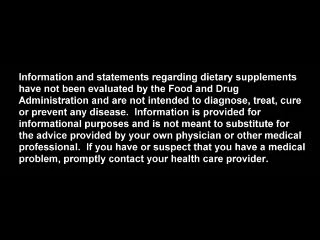 Information and statements regarding dietary supplements
have not been evaluated by the Food and Drug
Administration and are not intended to diagnose, treat, cure
or prevent any disease.  Information is provided for
informational purposes and is not meant to substitute for
the advice provided by your own physician or other medical
professional.  If you have or suspect that you have a medical
problem, promptly contact your health care provider.